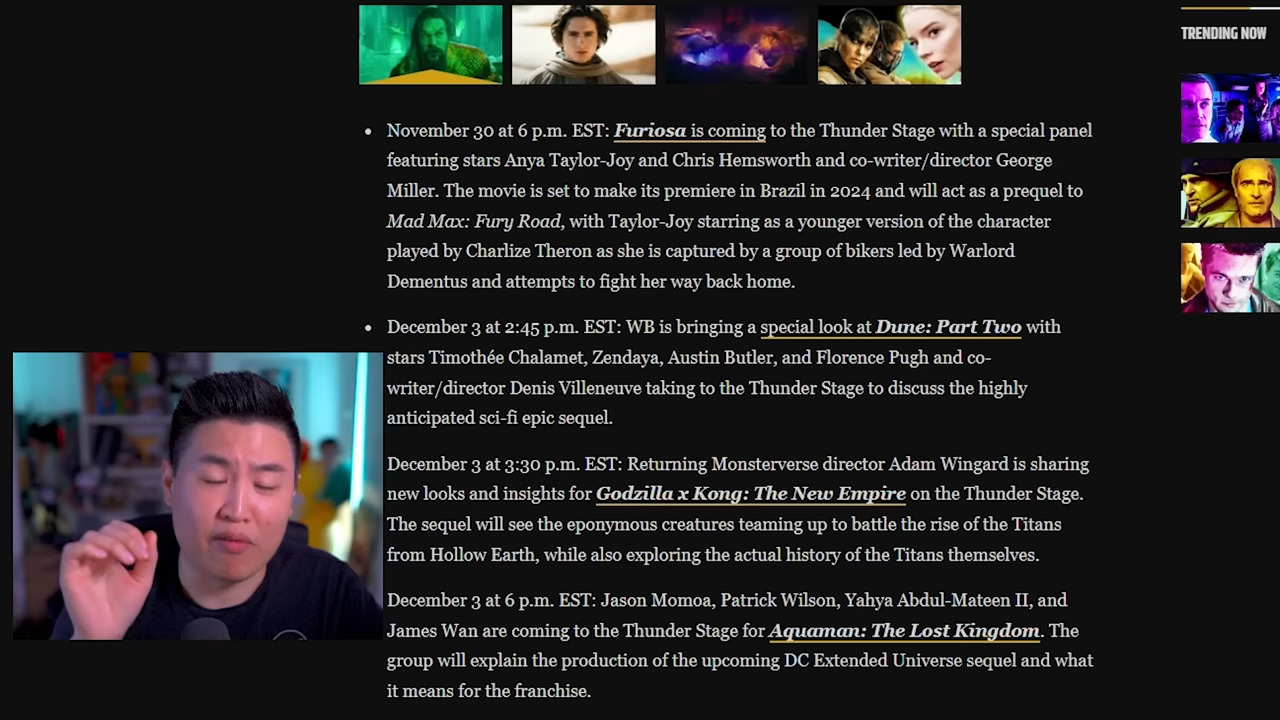 TRENDING NOW
• November 30 at 6 p.m. EST: Furiosa is coming to the Thunder Stage with a special panel
featuring stars Anya Taylor-Joy and Chris Hemsworth and co-writer/director George
Miller. The movie is set to make its premiere in Brazil in 2024 and will act as a prequel to
Mad Max: Fury Road, with Taylor-Joy starring as a younger version of the character
played by Charlize Theron as she is captured by a group of bikers led by Warlord
Dementus and attempts to fight her way back home.
• December 3 at 2:45 p.m. EST: WB is bringing a special look at Dune: Part Two with
stars Timothée Chalamet, Zendaya, Austin Butler, and Florence Pugh and co-
writer/director Denis Villeneuve taking to the Thunder Stage to discuss the highly
anticipated sci-fi epic sequel.
December 3 at 3:30 p.m. EST: Returning Monsterverse director Adam Wingard is sharing
new looks and insights for Godzilla x Kong: The New Empire on the Thunder Stage.
The sequel will see the eponymous creatures teaming up to battle the rise of the Titans
from Hollow Earth, while also exploring the actual history of the Titans themselves.
December 3 at 6 p.m. EST: Jason Momoa, Patrick Wilson, Yahya Abdul-Mateen II, and
James Wan are coming to the Thunder Stage for Aquaman: The Lost Kingdom. The
group will explain the production of the upcoming DC Extended Universe sequel and what
it means for the franchise.